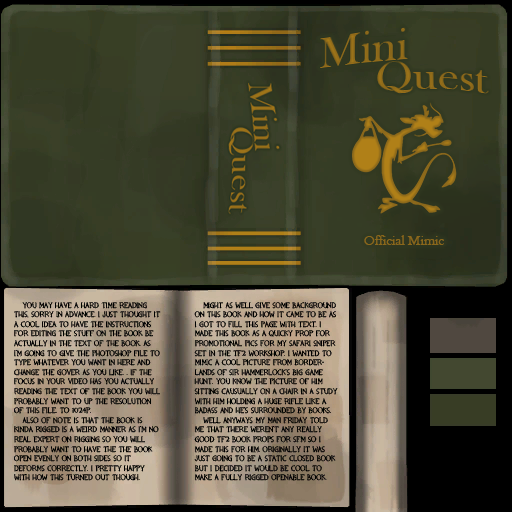 Mini
Quest
Mini
Quest
Official Mimic
YOU MAY HAVE A HARD TIME READING
THIS, SORRY IN ADVANCE. I JUST THOUGHT IT
A COOL IDEA TO HAVE THE INSTRUCTIONS
FOR EDITING THE STUFF ON THE BOOK BE
ACTUALLY IN THE TEXT OF THE BOOK. AS
I'M GOING TO GIVE THE PHOTOSHOP FILE TO
TYPE WHATEVER YOU WANT IN HERE AND
CHANGE THE COVER AS YOU LIKE. . IF THE
FOCUS IN YOUR VIDEO HAS YOU ACTUALLY
READING THE TEXT OF THE BOOK YOU WILL
PROBABLY WANT TO UP THE RESOLUTION
OF THIS FILE TO 1024P.
ALSO OF NOTE IS THAT THE BOOK IS
KINDA RIGGED IS A WEIRD MANNER AS I'M NO
REAL EXPERT ON RIGGING SO YOU WILL
PROBABLY WANT TO HAVE THE THE BOOK
OPEN EVENLY ON BOTH SIDES SO IT
DEFORMS CORRECTLY. I PRETTY HAPPY
WITH HOW THIS TURNED OUT THOUGH.
MIGHT AS WELL GIVE SOME BACKGROUND
ON THIS BOOK AND HOW IT CAME TO BE AS
I GOT TO FILL THIS PAGE WITH TEXT. I
MADE THIS BOOK AS A QUICKY PROP FOR
PROMOTIONAL PICS FOR MY SAFARI SNIPER
SET IN THE TF2 WORKSHOP. I WANTED TO
MIMIC A COOL PICTURE FROM BORDER-
LANDS OF SIR HAMMERLOCK'S BIG GAME
HUNT. YOU KNOW THE PICTURE OF HIM
SITTING CAUSUALLY ON A CHAIR IN A STUDY
WITH HIM HOLDING A HUGE RIFLE LIKE A
BADASS AND HE'S SURROUNDED BY BOOKS.
WELL ANYWAYS MY MAN FRIDAY TOLD
ME THAT THERE WERENT ANY REALLY
GOOD TF2 BOOK PROPS FOR SFM SO I
MADE THIS FOR HIM. ORIGINALLY IT WAS
JUST GOING TO BE A STATIC CLOSED BOOK
BUT I DECIDED IT WOULD BE COOL TO
MAKE A FULLY RIGGED OPENABLE BOOK.